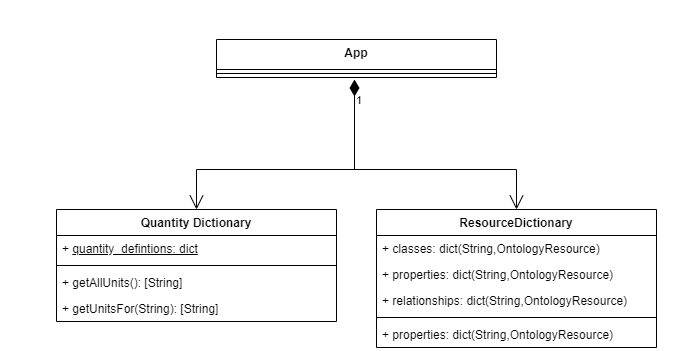 App
1
Quantity Dictionary
+ quantity_defintions: dict
+ getAllUnits(): [String]
+ getUnitsFor(String): [String]
ResourceDictionary
+ classes: dict(String,OntologyResource)
+ properties: dict(String,OntologyResource)
+ relationships: dict(String,OntologyResource)
+ properties: dict(String,OntologyResource)